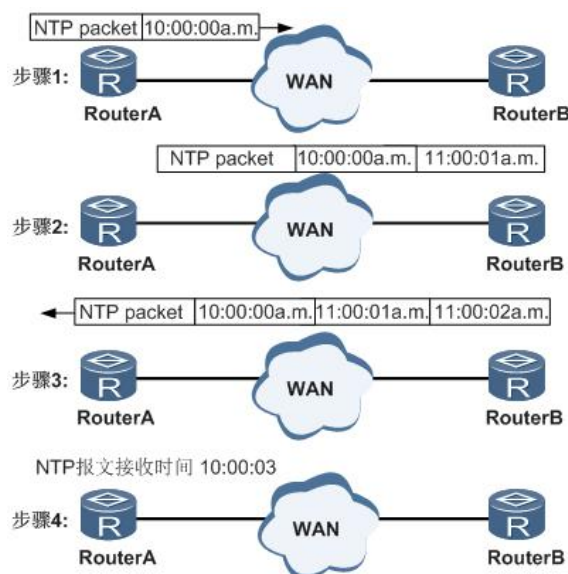 NTP packet 10:00:00a.m.
步骤1:
WAN
RouterA RouterB
NTP packet 10:00:00a.m. 11:00:01a.m.
步骤2:
WAN
RouterA RouterB
NTP packet 10:00:00a.m. 11:00:01a.m. 11:00:02a.m.
步骤3:
WAN
RouterA RouterB
NTP报文接收时间 10:00:03
步骤4:
WAN
RouterA RouterB